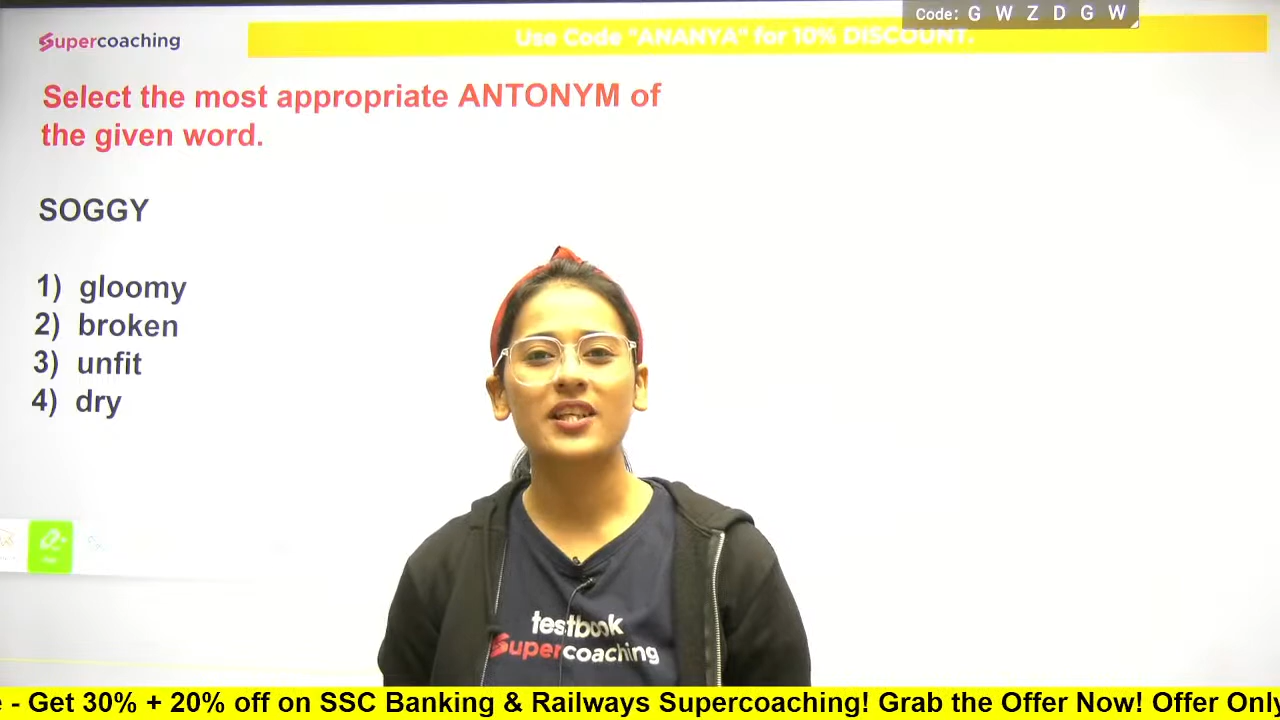 Code: G W Z D G W
Supercoaching
Use Code "ANANYA" for 10% DISCOUNT.
Select the most appropriate ANTONYM of
the given word.
SOGGY
1) gloomy
2) broken
3) unfit
4) dry
testbook
Supercoaching
- Get 30% + 20% off on SSC Banking & Railways Supercoaching! Grab the Offer Now! Offer Only